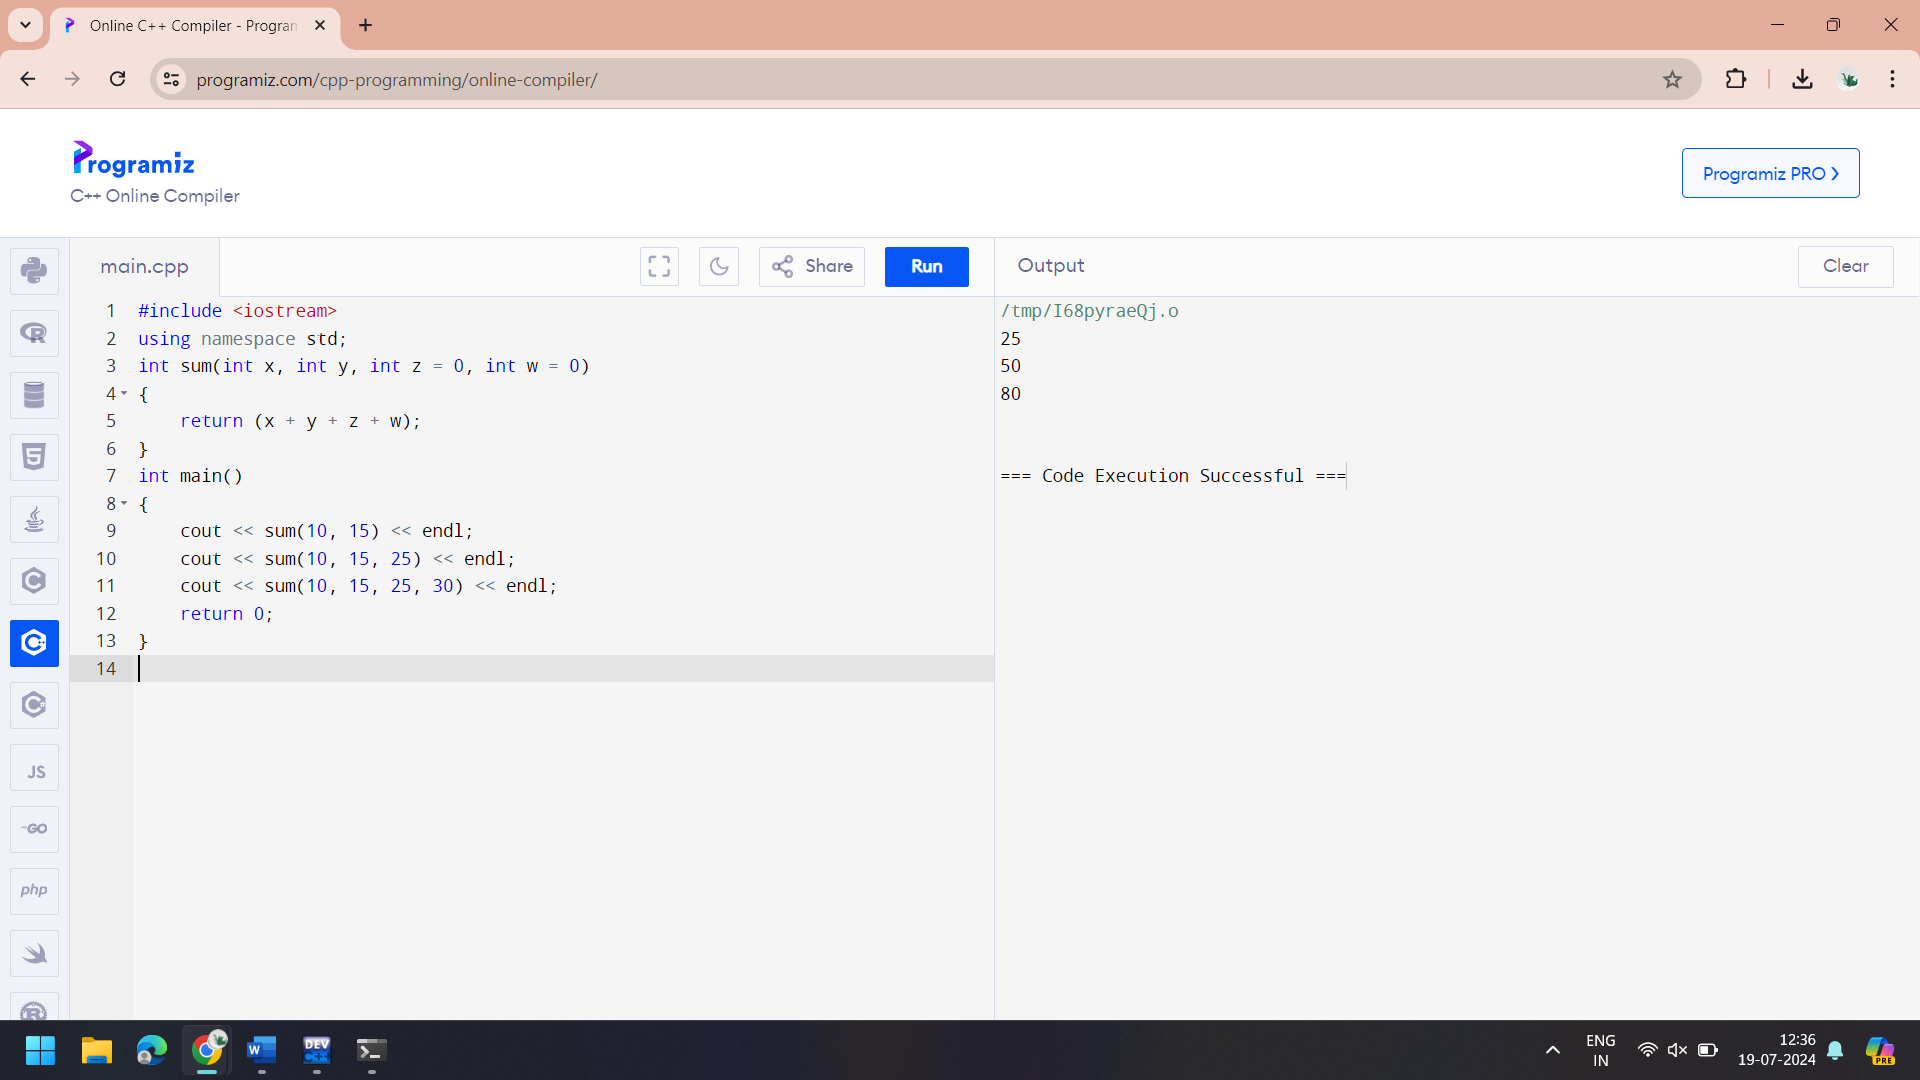 Online C++ Compiler - Program
programiz.com/cpp-programming/online-compiler/
Programiz
C++ Online Compiler
Programiz PRO ❯
main.cpp
Share
Run
Output
Clear
1 #include <iostream>
2 using namespace std;
3 int sum(int x, int y, int z = 0, int w = 0)
4 {
5 return (x + y + z + w);
6 }
7 int main()
8 {
9 cout << sum(10, 15) << endl;
10 cout << sum(10, 15, 25) << endl;
11 cout << sum(10, 15, 25, 30) << endl;
12 return 0;
13 }
14
/tmp/I68pyraeQj.o
25
50
80
=== Code Execution Successful ===
JS
GO
php
DEV
C++
ENG
IN
12:36
19-07-2024
PRE